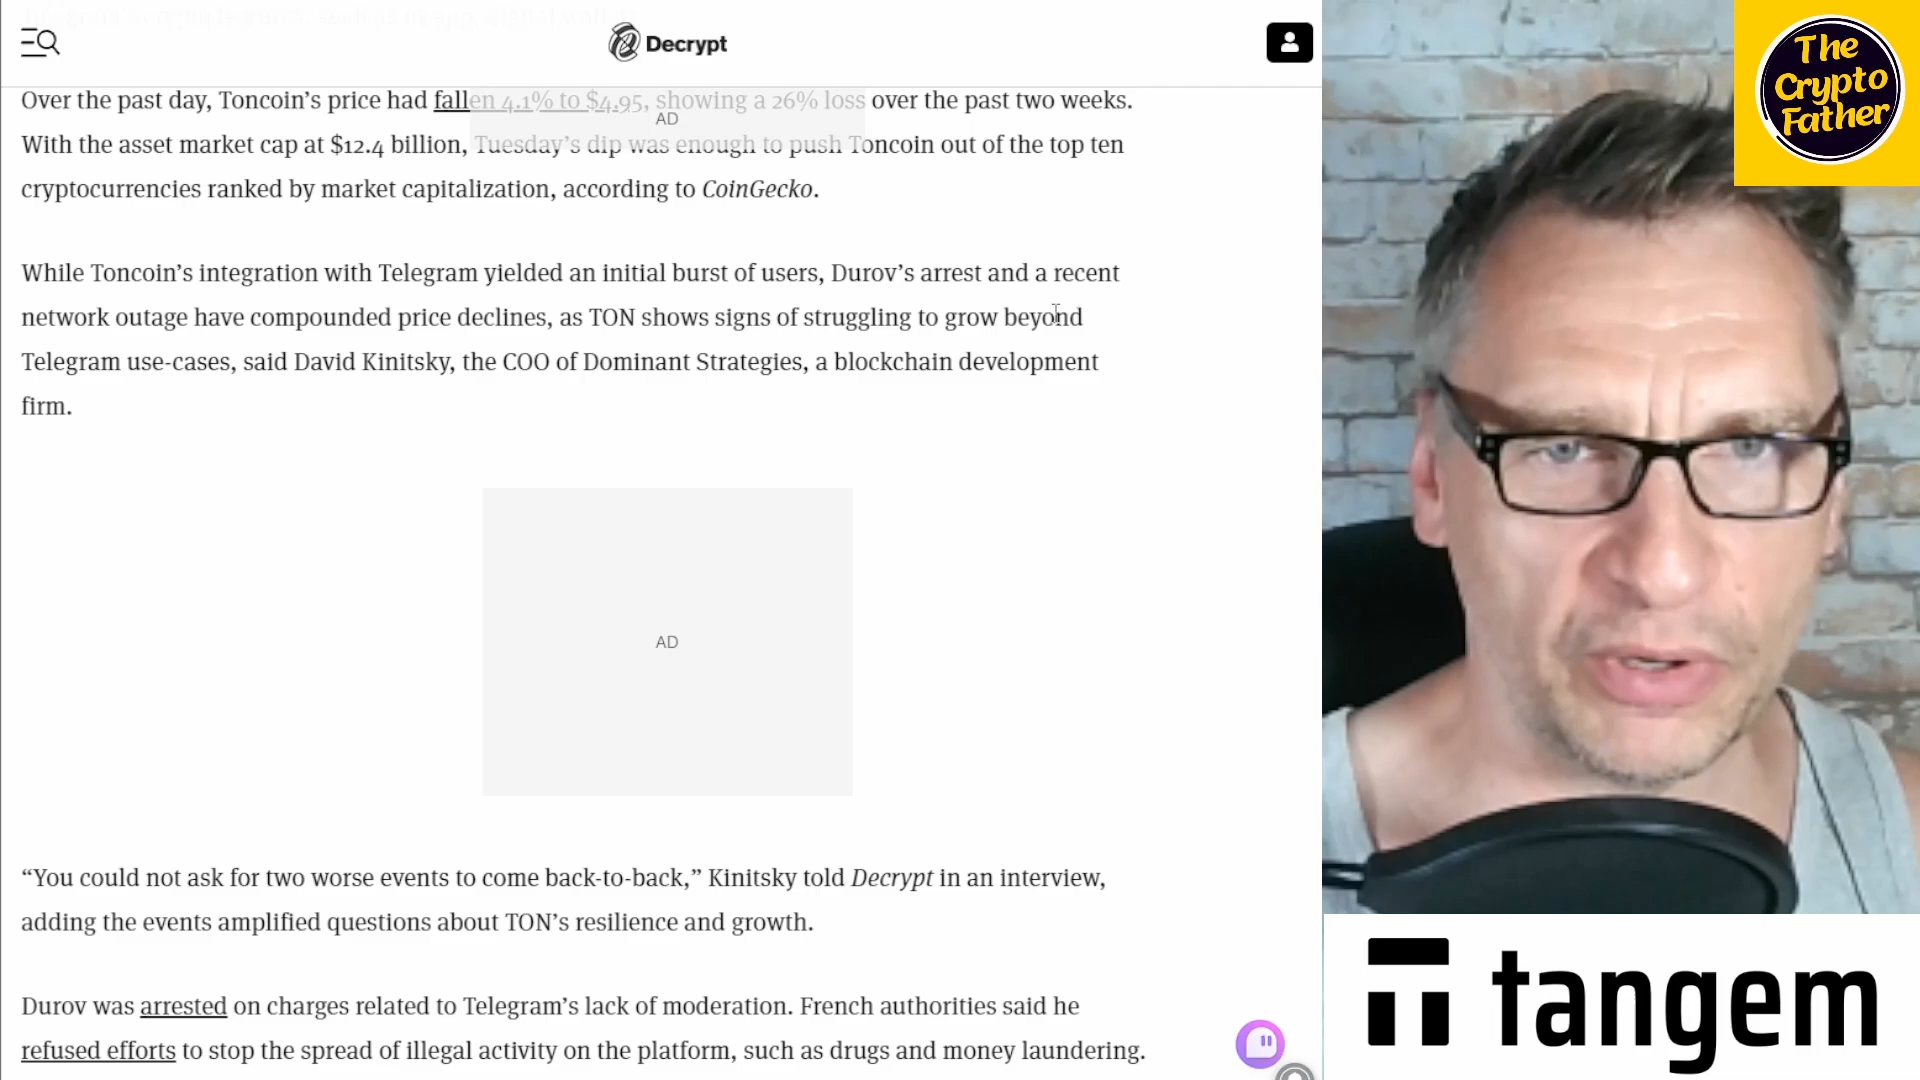 Decrypt
The
Crypto
Father
Over the past day, Toncoin’s price had fallen 4.1% to $4.95, showing a 26% loss over the past two weeks.
AD
With the asset market cap at $12.4 billion, Tuesday’s dip was enough to push Toncoin out of the top ten
cryptocurrencies ranked by market capitalization, according to CoinGecko.
While Toncoin’s integration with Telegram yielded an initial burst of users, Durov’s arrest and a recent
network outage have compounded price declines, as TON shows signs of struggling to grow beyond
Telegram use-cases, said David Kinitsky, the COO of Dominant Strategies, a blockchain development
firm.
AD
“You could not ask for two worse events to come back-to-back,” Kinitsky told Decrypt in an interview,
adding the events amplified questions about TON’s resilience and growth.
Durov was arrested on charges related to Telegram’s lack of moderation. French authorities said he
refused efforts to stop the spread of illegal activity on the platform, such as drugs and money laundering.
tangem